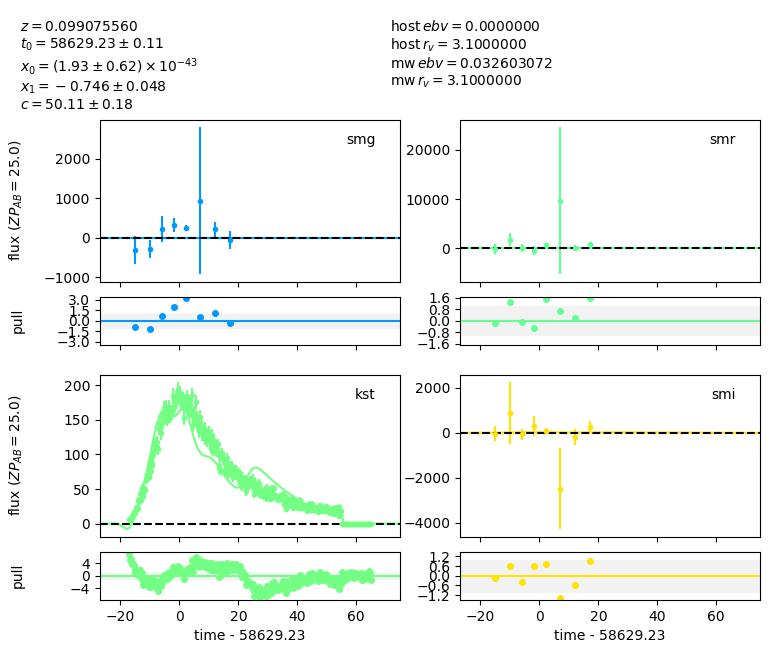 z = 0.099075560
t₀ = 58629.23 ± 0.11
x₀ = (1.93 ± 0.62) × 10⁻⁴³
x₁ = −0.746 ± 0.048
c = 50.11 ± 0.18
host ebv = 0.0000000
host r_v = 3.1000000
mw ebv = 0.032603072
mw r_v = 3.1000000
flux (ZP_AB = 25.0)
2000
1000
0
−1000
smg
20000
10000
0
smr
pull
3.0
1.5
0.0
−1.5
−3.0
1.6
0.8
0.0
−0.8
−1.6
flux (ZP_AB = 25.0)
200
150
100
50
0
kst
2000
0
−2000
−4000
smi
pull
4
0
−4
1.2
0.6
0.0
−0.6
−1.2
−20 0 20 40 60
−20 0 20 40 60
time - 58629.23
time - 58629.23